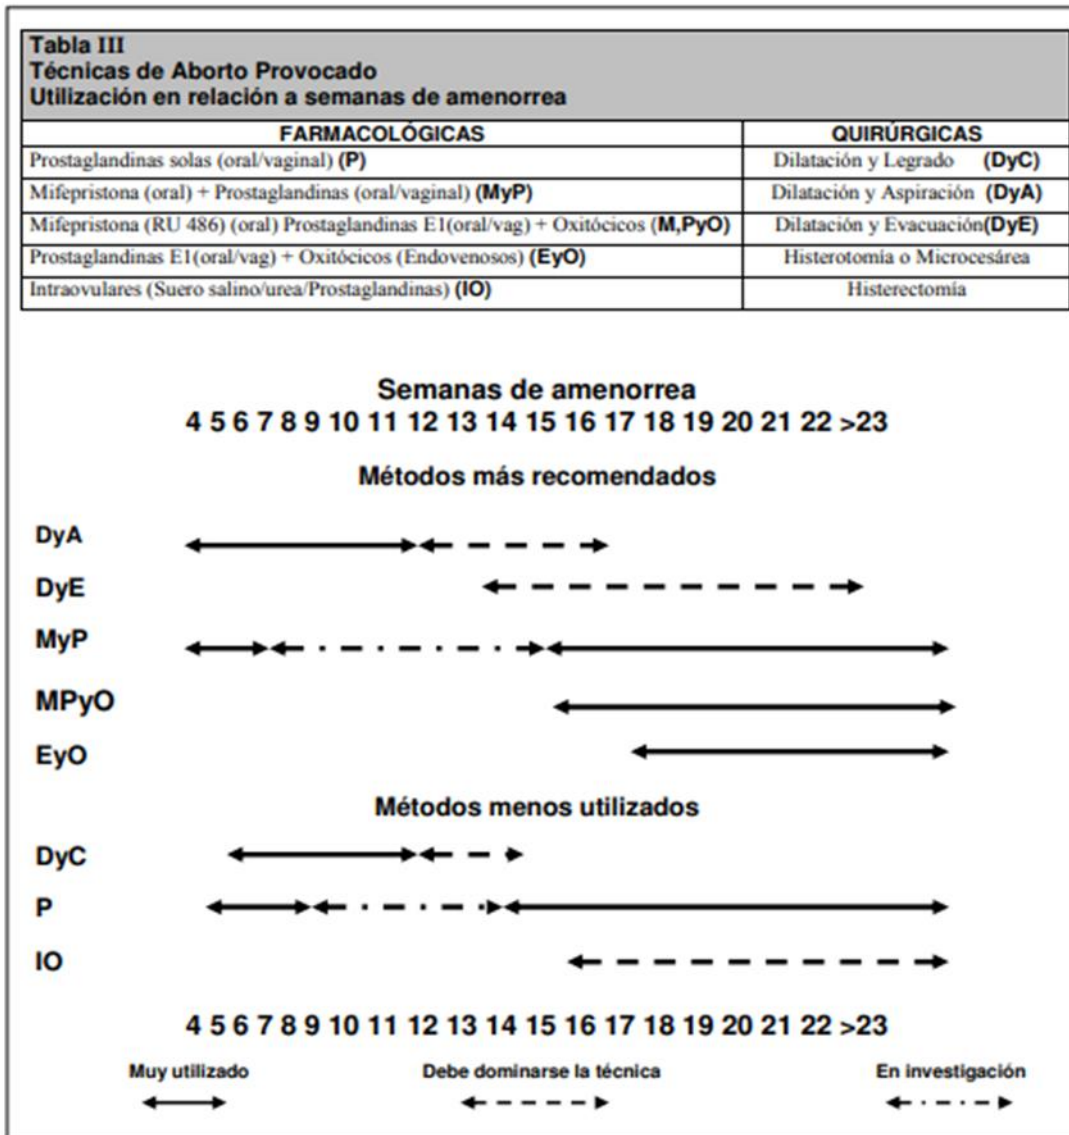 Tabla III
Técnicas de Aborto Provocado
Utilización en relación a semanas de amenorrea
FARMACOLÓGICAS QUIRÚRGICAS
Prostaglandinas solas (oral/vaginal) (P) Dilatación y Legrado (DyC)
Mifepristona (oral) + Prostaglandinas (oral/vaginal) (MyP) Dilatación y Aspiración (DyA)
Mifepristona (RU 486) (oral) Prostaglandinas E1(oral/vag) + Oxitócicos (M,PyO) Dilatación y Evacuación(DyE)
Prostaglandinas E1(oral/vag) + Oxitócicos (Endovenosos) (EyO) Histerotomía o Microcesárea
Intraovulares (Suero salino/urea/Prostaglandinas) (IO) Histerectomía
Semanas de amenorrea
4 5 6 7 8 9 10 11 12 13 14 15 16 17 18 19 20 21 22 >23
Métodos más recomendados
DyA
DyE
MyP
MPyO
EyO
Métodos menos utilizados
DyC
P
IO
4 5 6 7 8 9 10 11 12 13 14 15 16 17 18 19 20 21 22 >23
Muy utilizado Debe dominarse la técnica En investigación